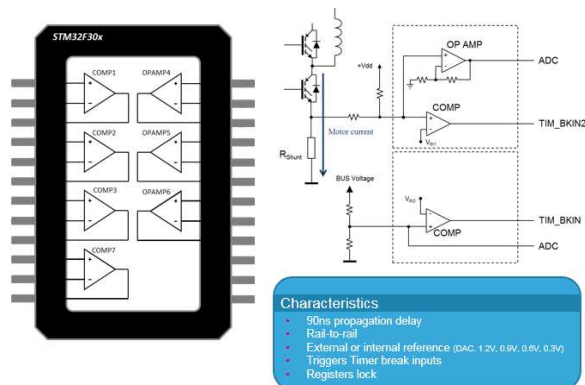 STM32F30x
COMP1
OPAMP4
COMP2
OPAMP5
COMP3
OPAMP6
COMP7
+Vdd
OP AMP
ADC
COMP
TIM_BKIN2
Motor current
RShunt
BUS Voltage
TIM_BKIN
COMP
ADC
Characteristics
• 90ns propagation delay
• Rail-to-rail
• External or internal reference (DAC, 1.2V, 0.9V, 0.6V, 0.3V)
• Triggers Timer break inputs
• Registers lock